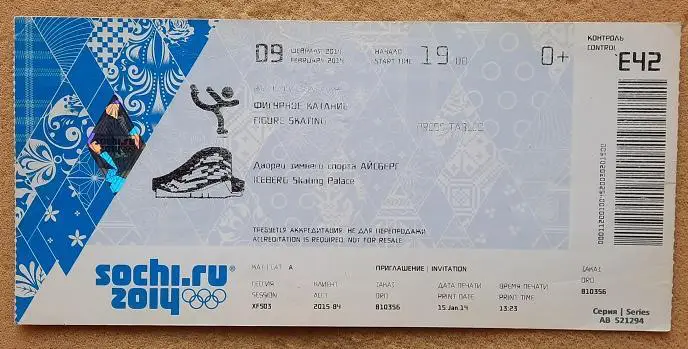 09 ФЕВРАЛЯ 2014 НАЧАЛО 19 00 0+
FEBRUARY 2014 START TIME
КОНТРОЛЬ E42
CONTROL
ФИГУРНОЕ КАТАНИЕ
FIGURE SKATING
PRESS TABLES
Дворец зимнего спорта АЙСБЕРГ
ICEBERG Skating Palace
ТРЕБУЕТСЯ АККРЕДИТАЦИЯ. НЕ ДЛЯ ПЕРЕПРОДАЖИ
ACCREDITATION IS REQUIRED, NOT FOR RESALE
000112001004520030201500
sochi.ru®
2014
A ПРИГЛАШЕНИЕ | INVITATION
СЕССИЯ КЛИЕНТ ЗАКАЗ ДАТА ПЕЧАТИ ВРЕМЯ ПЕЧАТИ
SESSION ACCT ORD PRINT DATE PRINT TIME
XFS03 2015-84 810356 15.Jan.14 13:23
ЗАКАЗ
ORD
810356
Серия | Series
AB 521294